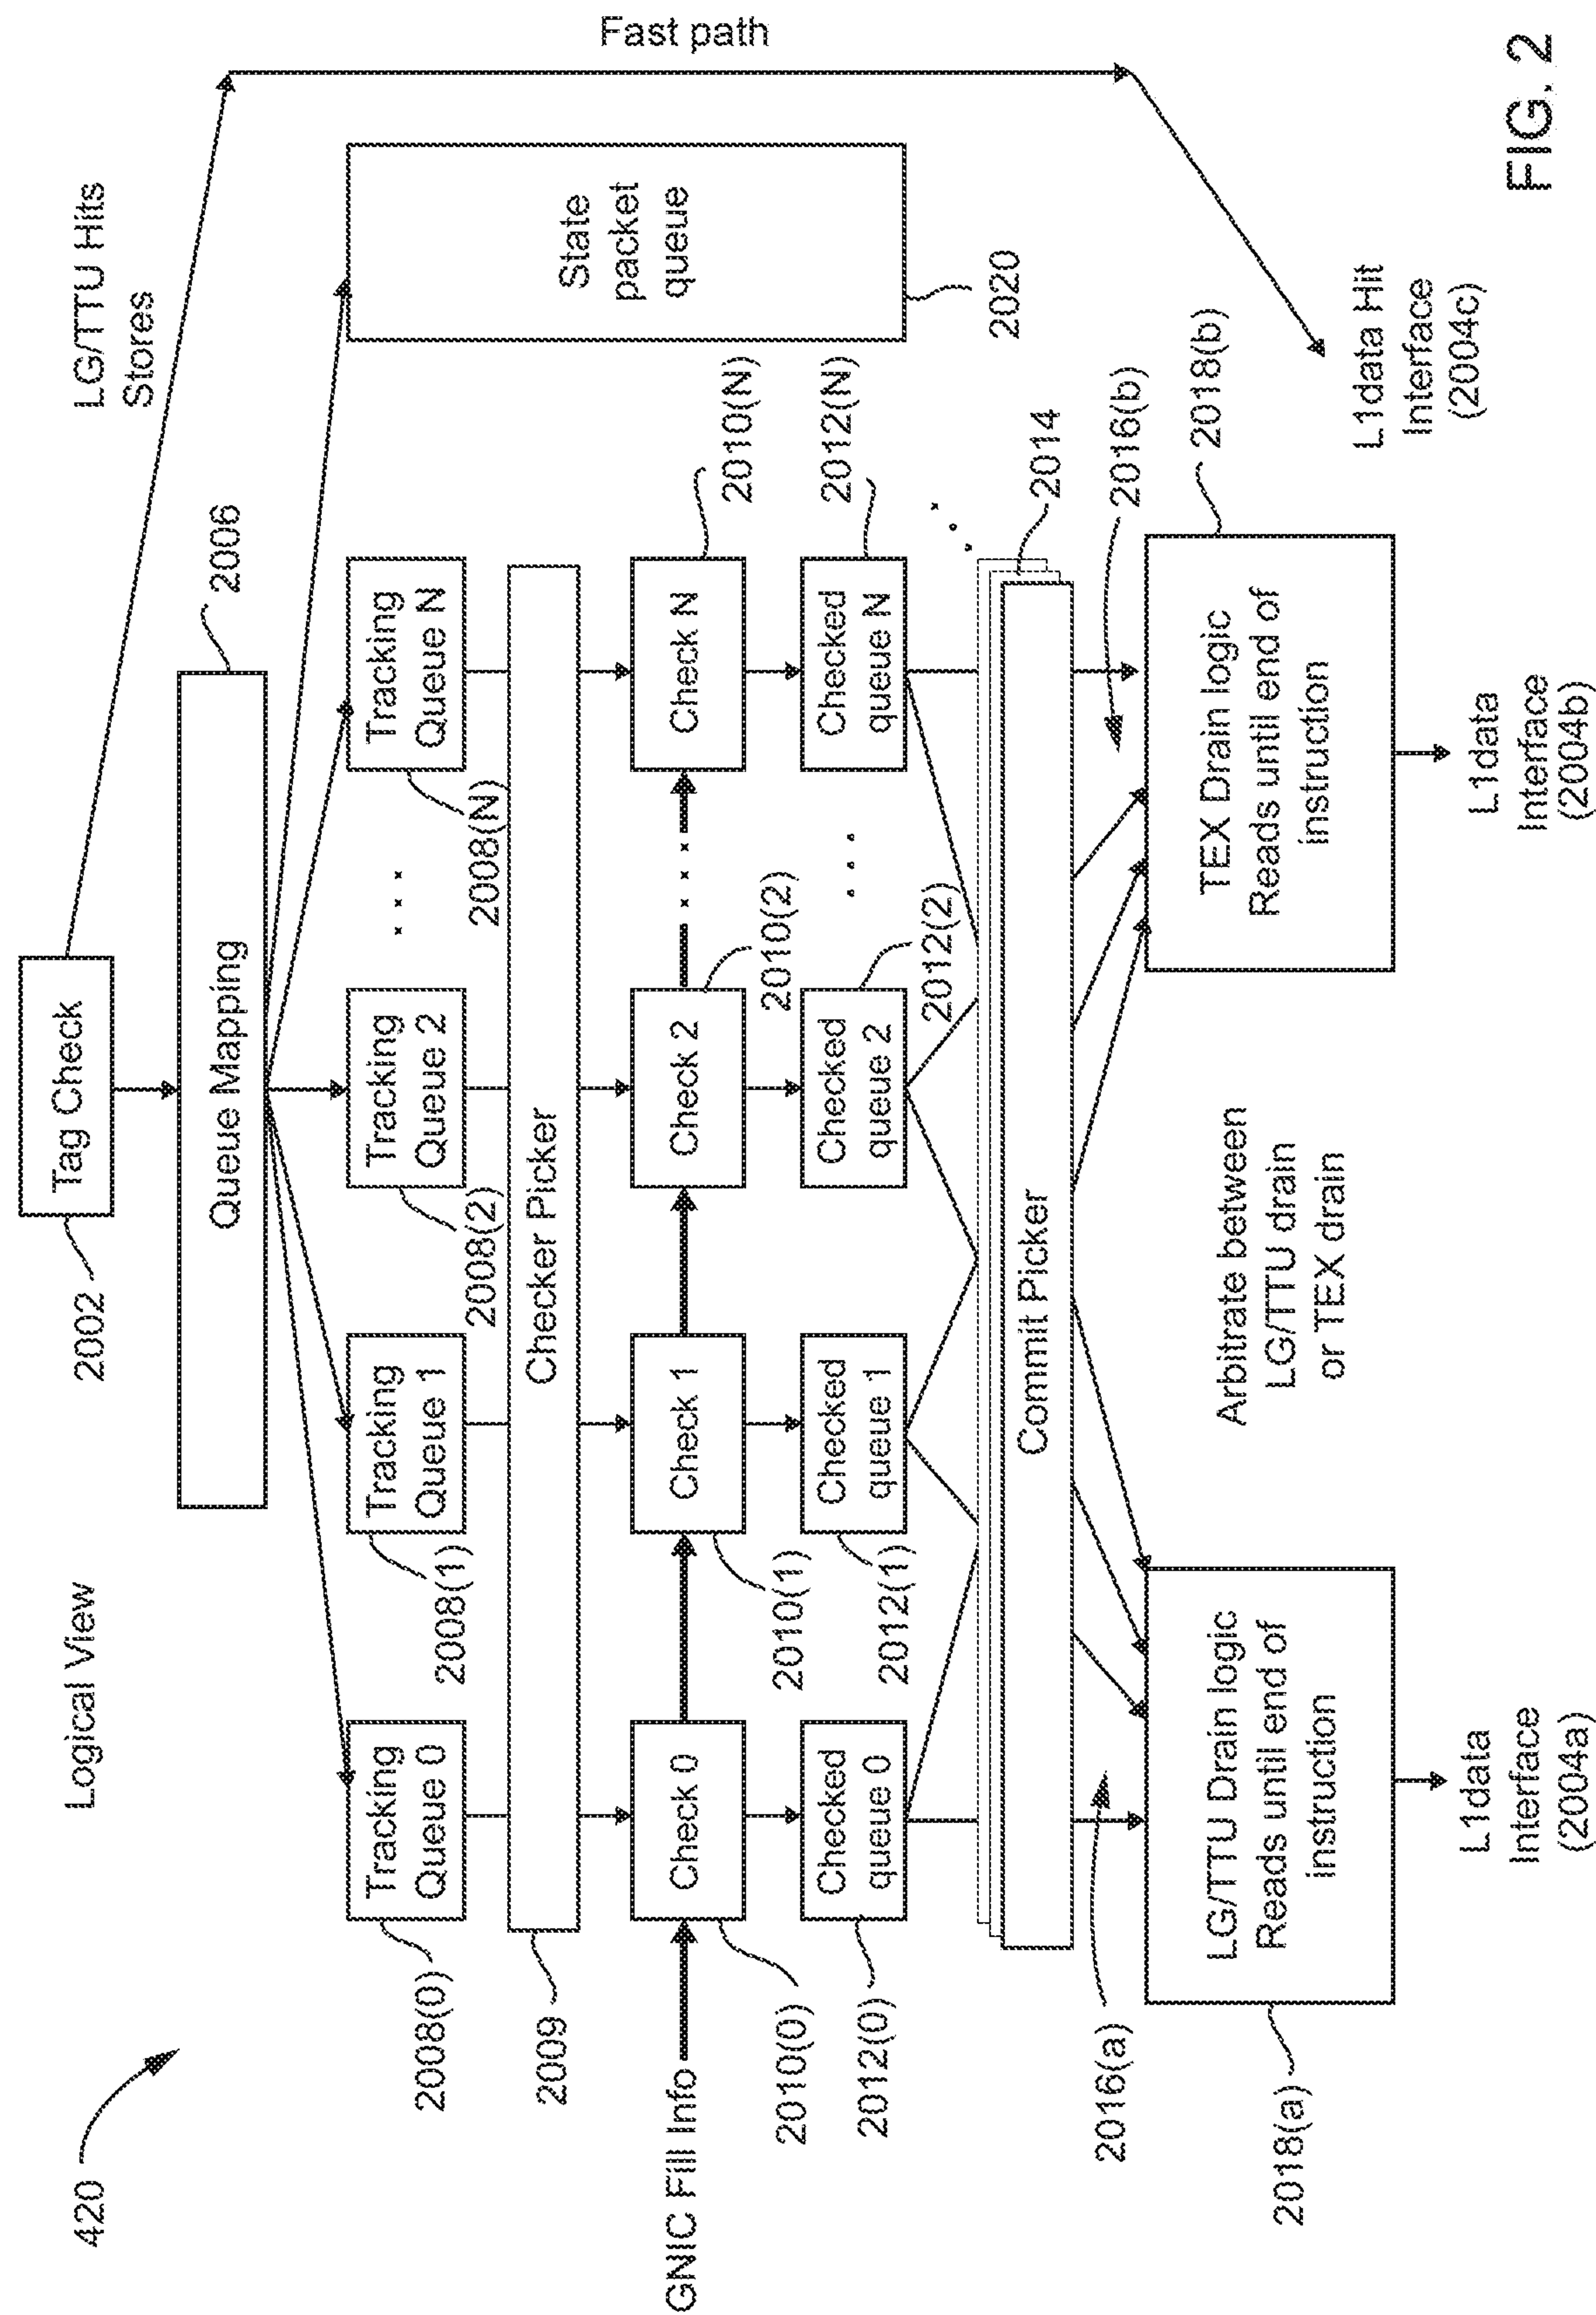 420
Logical View
Tag Check
2002
LG/TTU Hits
Stores
Fast path
Queue Mapping
2006
Tracking
Queue 0
2008(0)
Tracking
Queue 1
2008(1)
Tracking
Queue 2
2008(2)
. . .
Tracking
Queue N
2008(N)
State
packet
queue
2020
Checker Picker
2009
GNIC Fill Info
Check 0
2010(0)
Check 1
2010(1)
Check 2
2010(2)
. . .
Check N
2010(N)
Checked
queue 0
2012(0)
Checked
queue 1
2012(1)
Checked
queue 2
2012(2)
. . .
Checked
queue N
2012(N)
. . .
Commit Picker
2014
2016(a)
2016(b)
LG/TTU Drain logic
Reads until end of
instruction
2018(a)
Arbitrate between
LG/TTU drain
or TEX drain
TEX Drain logic
Reads until end of
instruction
2018(b)
L1data
Interface
(2004a)
L1data
Interface
(2004b)
L1data Hit
Interface
(2004c)
FIG. 2